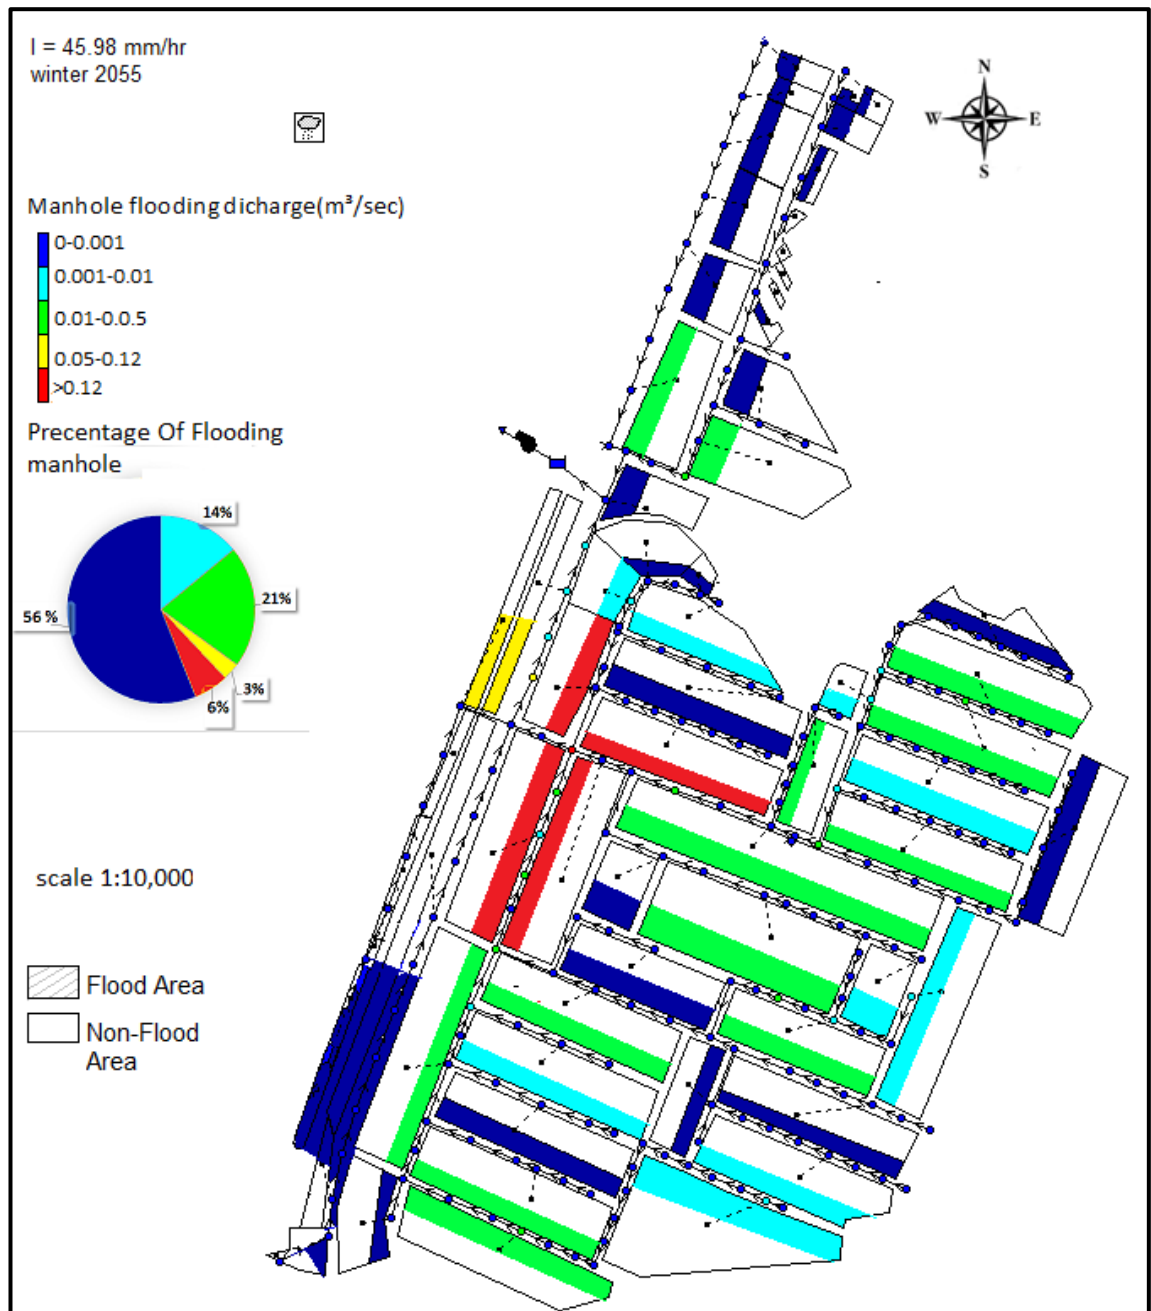 I = 45.98 mm/hr
winter 2055
N
W
E
S
Manhole flooding dicharge(m³/sec)
0-0.001
0.001-0.01
0.01-0.0.5
0.05-0.12
>0.12
Precentage Of Flooding
manhole
14%
21%
56 %
3%
6%
scale 1:10,000
Flood Area
Non-Flood
Area